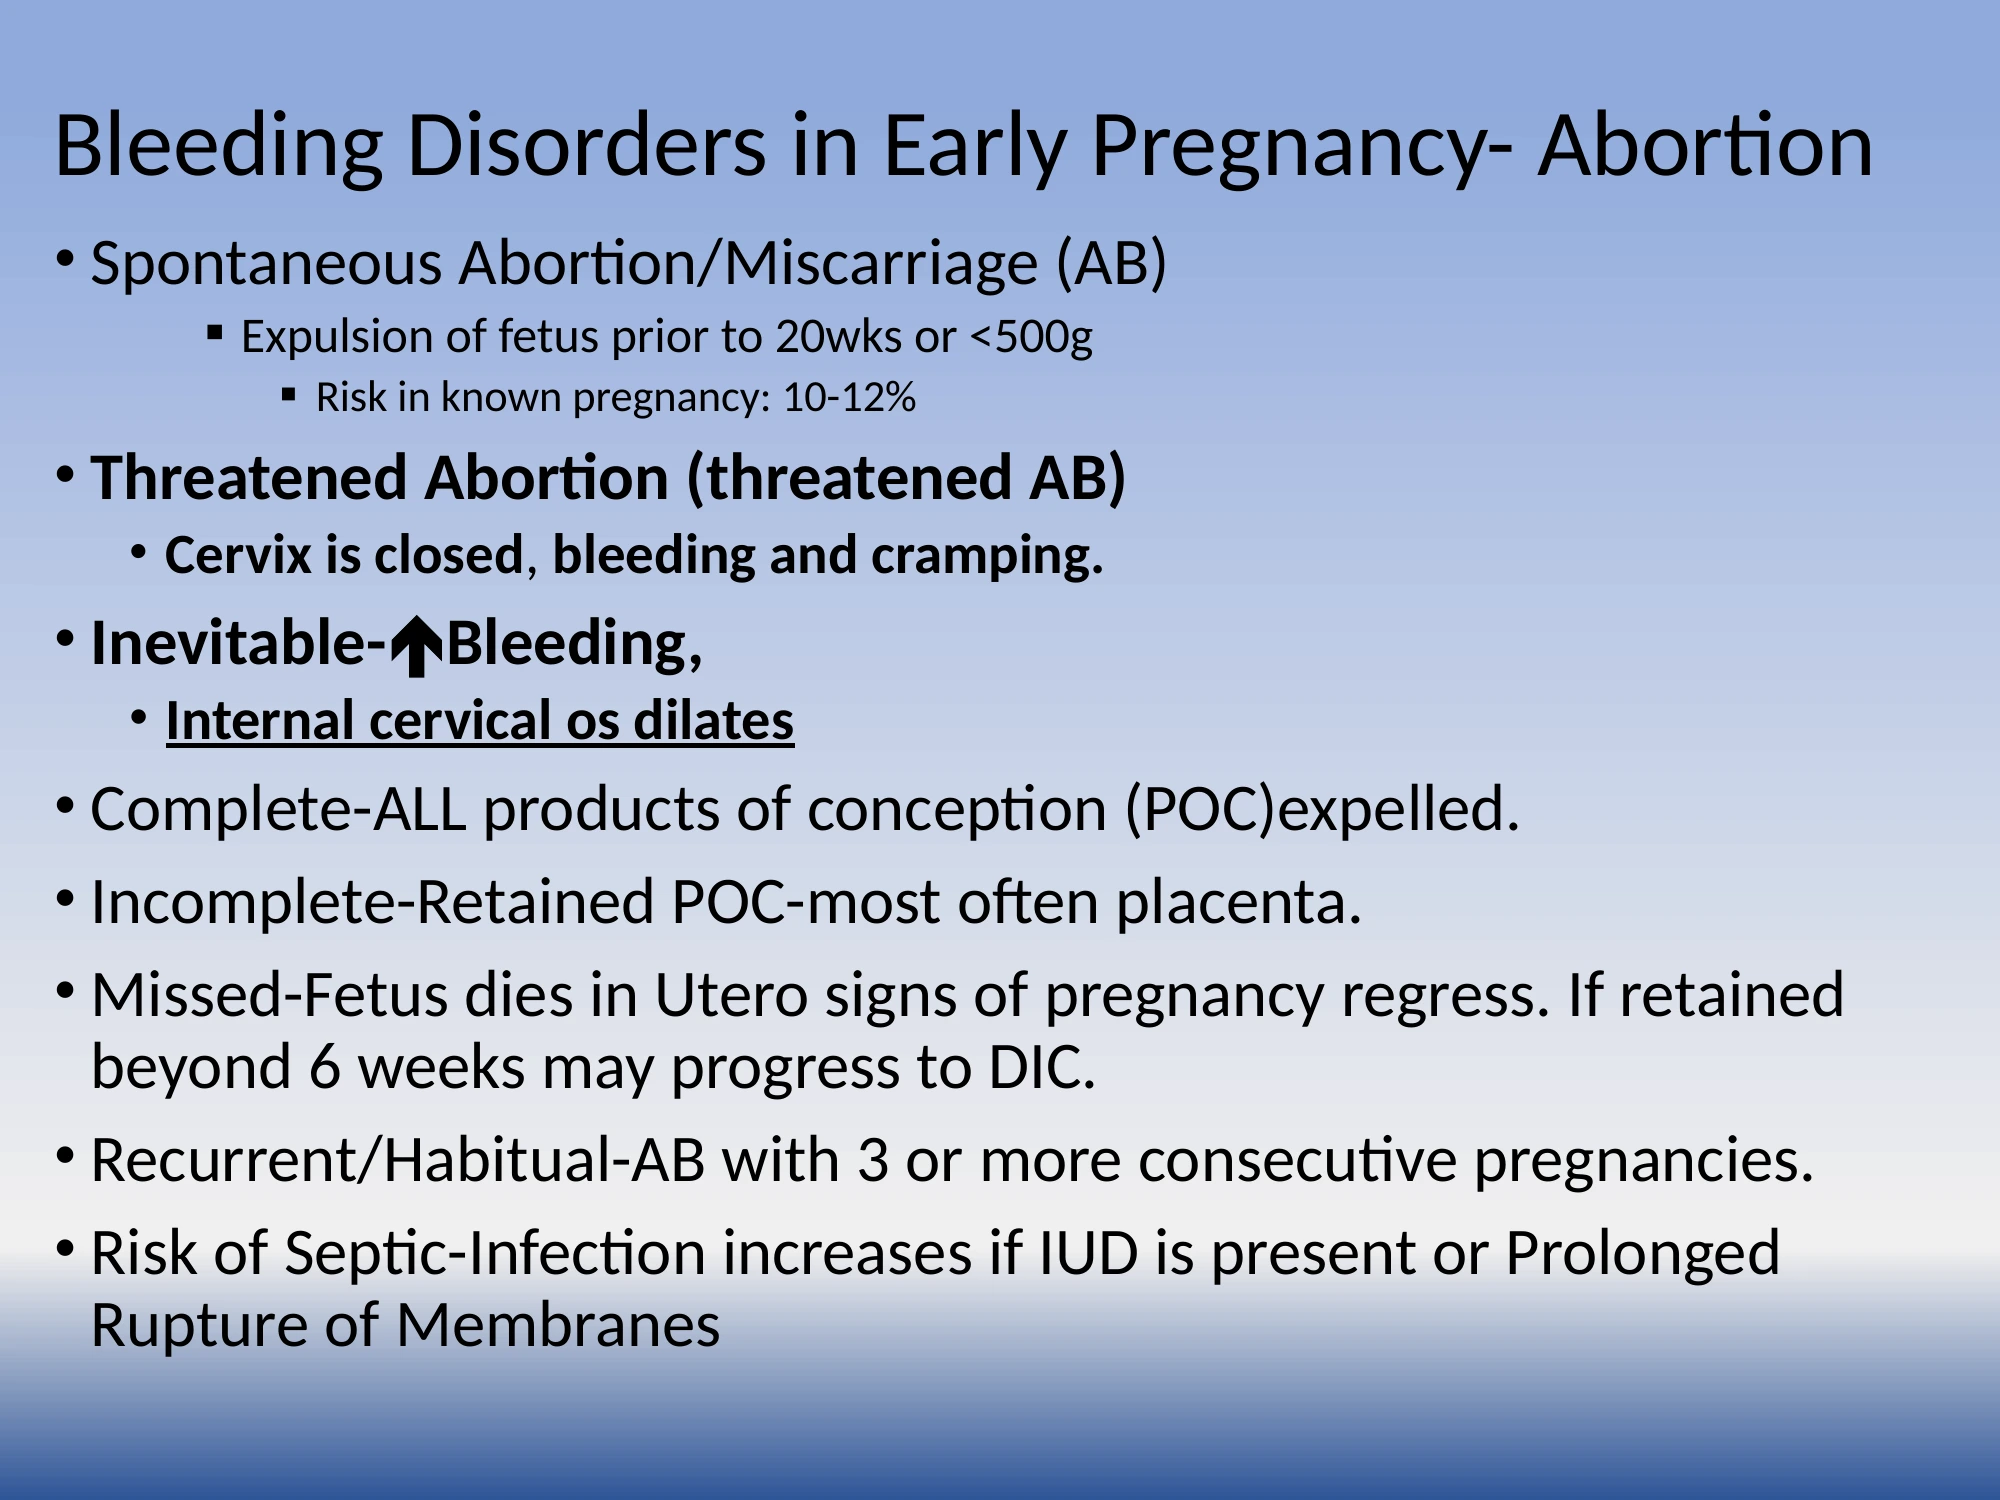 Bleeding Disorders in Early Pregnancy- Abortion
• Spontaneous Abortion/Miscarriage (AB)
▪ Expulsion of fetus prior to 20wks or <500g
▪ Risk in known pregnancy: 10-12%
• Threatened Abortion (threatened AB)
• Cervix is closed, bleeding and cramping.
• Inevitable-🡹Bleeding,
• Internal cervical os dilates
• Complete-ALL products of conception (POC)expelled.
• Incomplete-Retained POC-most often placenta.
• Missed-Fetus dies in Utero signs of pregnancy regress. If retained
beyond 6 weeks may progress to DIC.
• Recurrent/Habitual-AB with 3 or more consecutive pregnancies.
• Risk of Septic-Infection increases if IUD is present or Prolonged
Rupture of Membranes